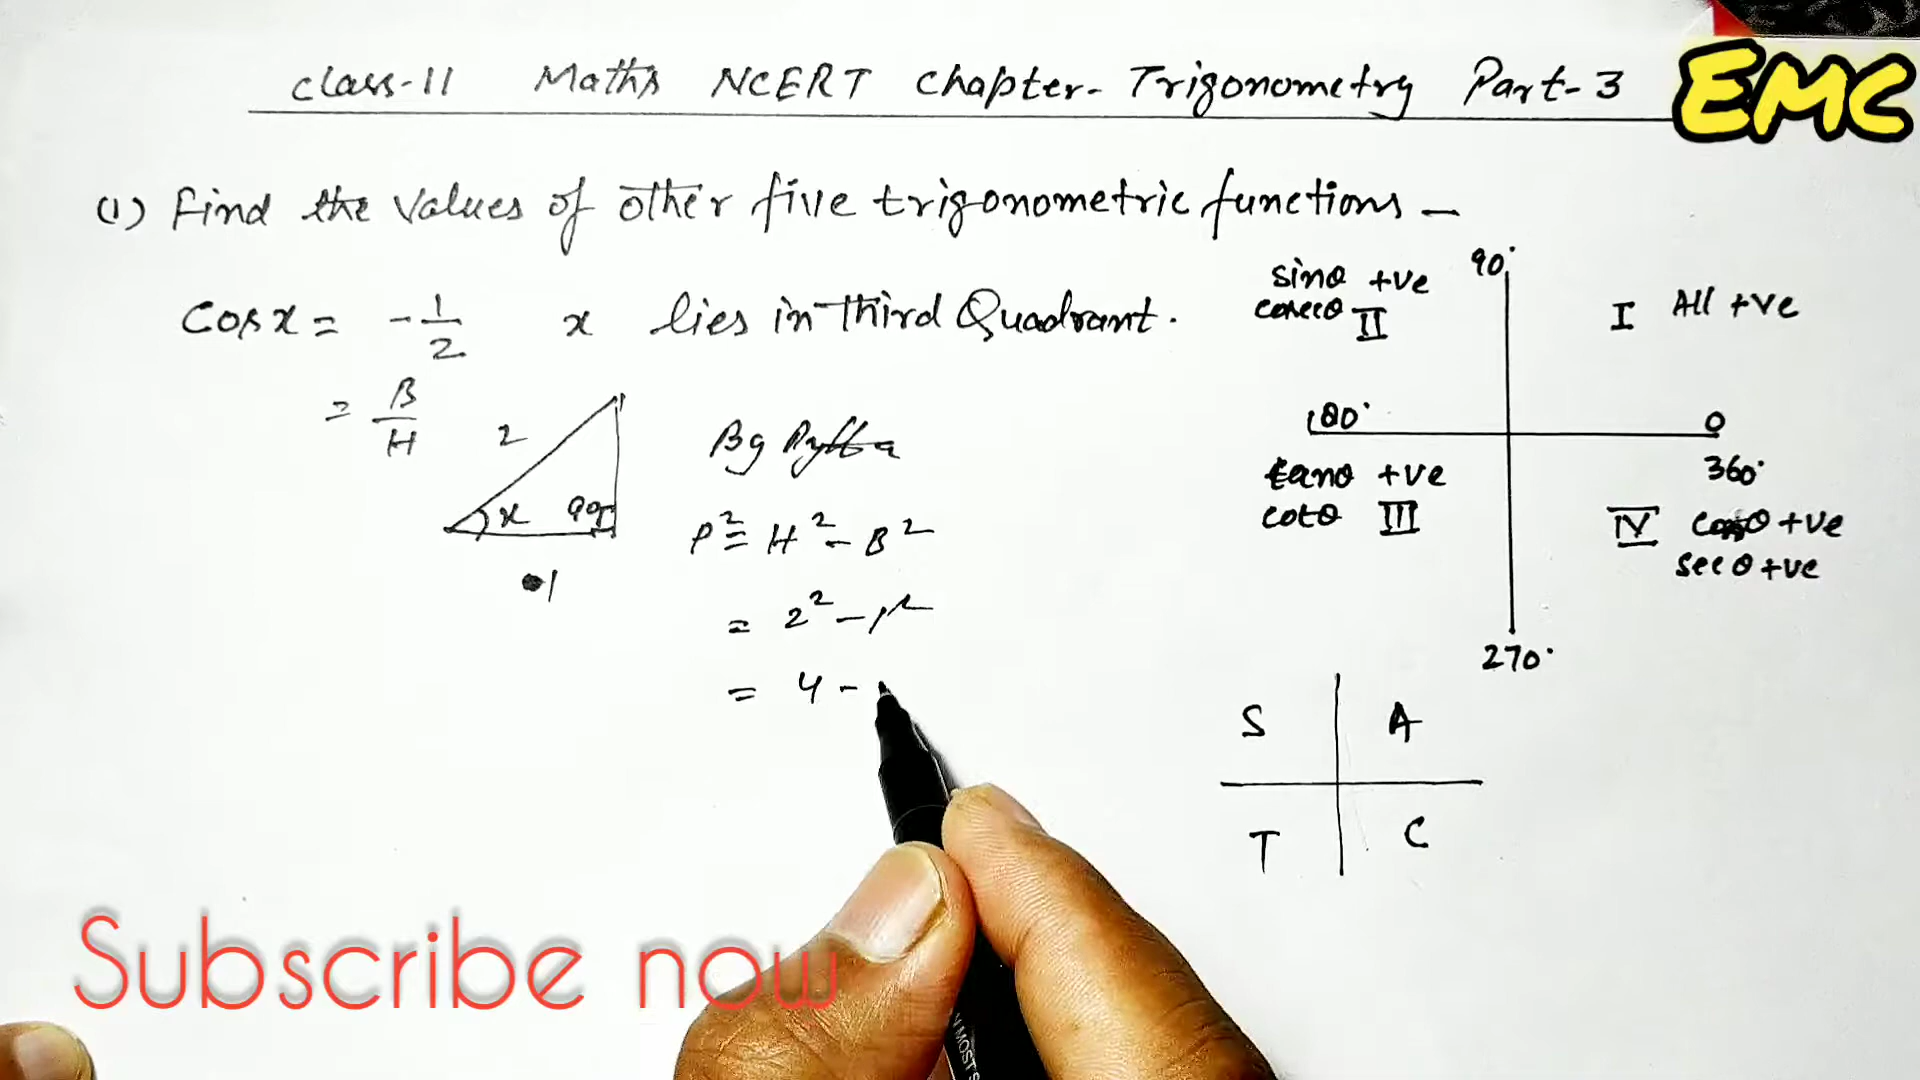 Class-11 Maths NCERT Chapter- Trigonometry Part-3
EMC
(1) Find the Values of other five trigonometric functions -
Cos x = -1/2 x lies in Third Quadrant.
= B/H
2
x 90°
1
P² = H² - B²
= 2² - 1²
= 4 -
90°
sinθ +ve
cosecθ II
I All +ve
180°
0
360°
tanθ +ve
cotθ III
IV cosθ +ve
secθ +ve
270°
S A
T C
Subscribe now